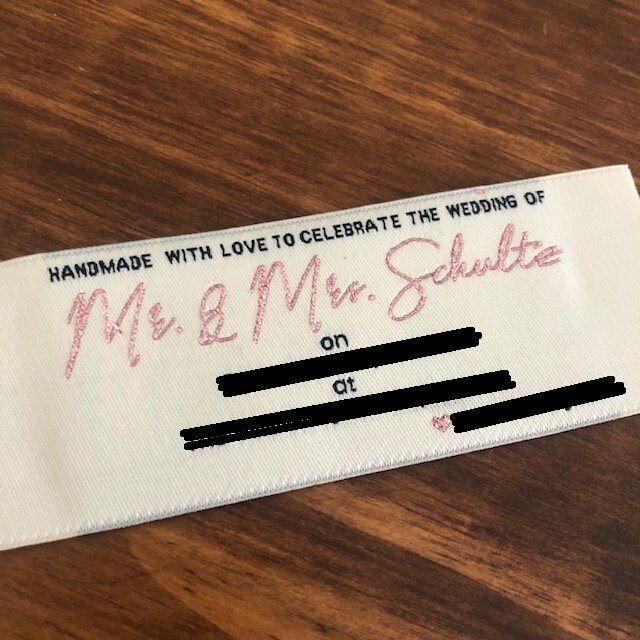 HANDMADE WITH LOVE TO CELEBRATE THE WEDDING OF
Mr. & Mrs. Schultz
on
at